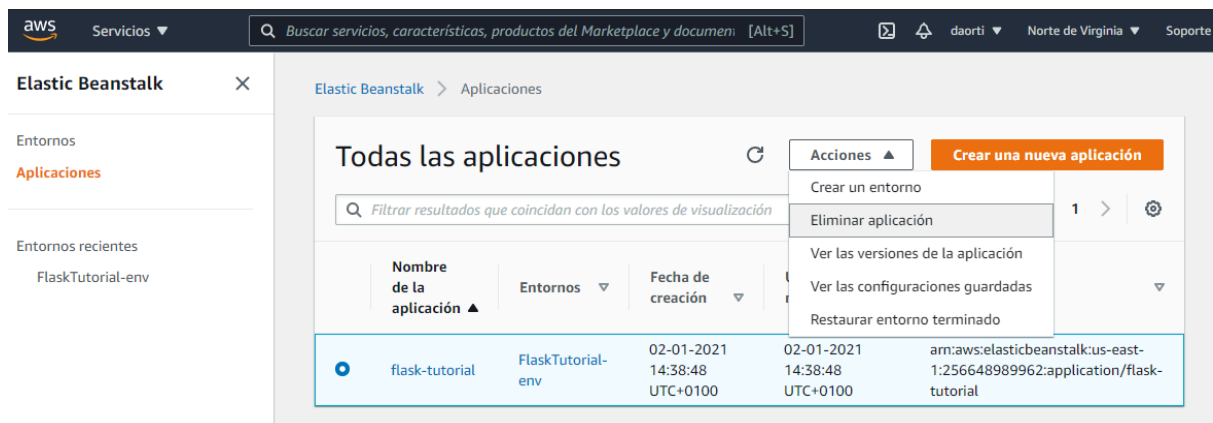 aws Servicios ▼ Buscar servicios, características, productos del Marketplace y documen [Alt+S] daorti ▼ Norte de Virginia ▼ Soporte
Elastic Beanstalk
Entornos
Aplicaciones
Entornos recientes
FlaskTutorial-env
Elastic Beanstalk > Aplicaciones
Todas las aplicaciones
Acciones ▲
Crear una nueva aplicación
Crear un entorno
Eliminar aplicación
Ver las versiones de la aplicación
Ver las configuraciones guardadas
Restaurar entorno terminado
Filtrar resultados que coincidan con los valores de visualización
1 >
Nombre
de la
aplicación ▲
Entornos
Fecha de
creación
flask-tutorial
FlaskTutorial-
env
02-01-2021
14:38:48
UTC+0100
02-01-2021
14:38:48
UTC+0100
arn:aws:elasticbeanstalk:us-east-
1:256648989962:application/flask-
tutorial